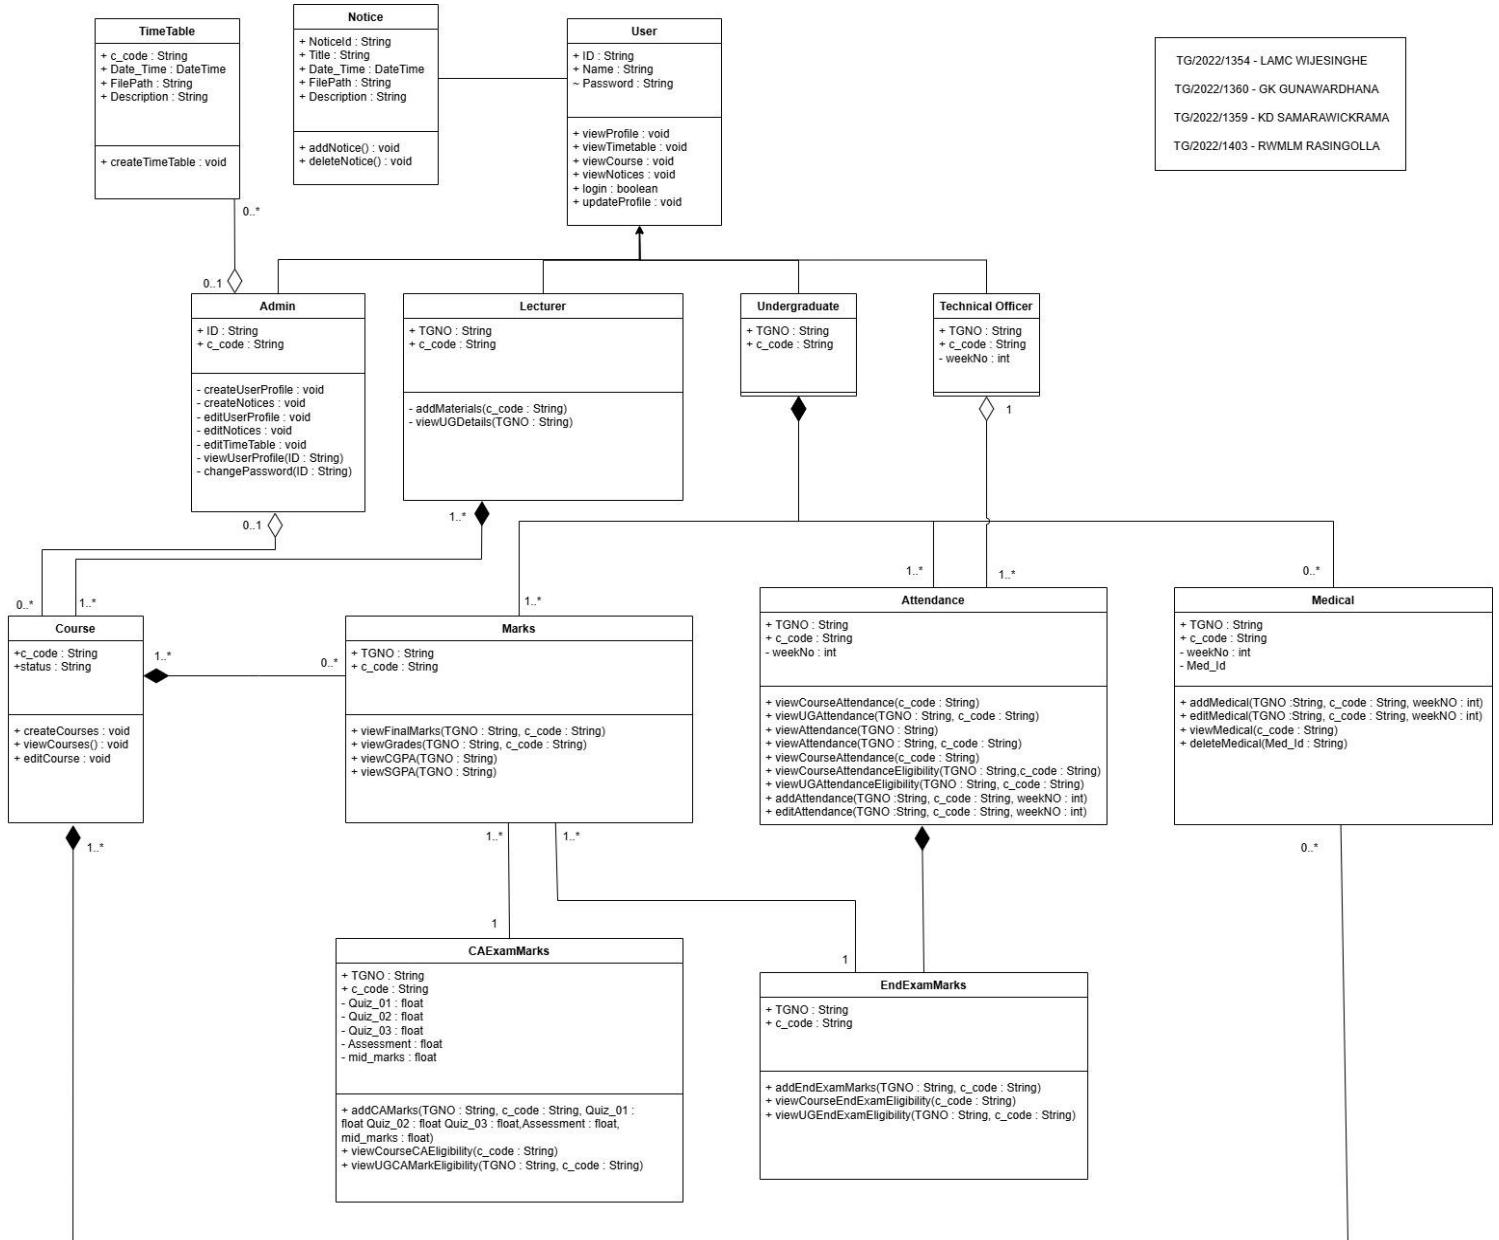 TimeTable
+ c_code : String
+ Date_Time : DateTime
+ FilePath : String
+ Description : String
+ createTimeTable : void
Notice
+ NoticeId : String
+ Title : String
+ Date_Time : DateTime
+ FilePath : String
+ Description : String
+ addNotice() : void
+ deleteNotice() : void
User
+ ID : String
+ Name : String
~ Password : String
+ viewProfile : void
+ viewTimetable : void
+ viewCourse : void
+ viewNotices : void
+ login : boolean
+ updateProfile : void
TG/2022/1354 - LAMC WIJESINGHE
TG/2022/1360 - GK GUNAWARDHANA
TG/2022/1359 - KD SAMARAWICKRAMA
TG/2022/1403 - RWMLM RASINGOLLA
0..*
0..1
Admin
+ ID : String
+ c_code : String
- createUserProfile : void
- createNotices : void
- editUserProfile : void
- editNotices : void
- editTimeTable : void
- viewUserProfile(ID : String)
- changePassword(ID : String)
Lecturer
+ TGNO : String
+ c_code : String
- addMaterials(c_code : String)
- viewUGDetails(TGNO : String)
Undergraduate
+ TGNO : String
+ c_code : String
Technical Officer
+ TGNO : String
+ c_code : String
- weekNo : int
1
0..1
1..*
0..*
1..*
1..*
1..*
1..*
0..*
Course
+c_code : String
+status : String
+ createCourses : void
+ viewCourses() : void
+ editCourse : void
1..*
0..*
Marks
+ TGNO : String
+ c_code : String
+ viewFinalMarks(TGNO : String, c_code : String)
+ viewGrades(TGNO : String, c_code : String)
+ viewCGPA(TGNO : String)
+ viewSGPA(TGNO : String)
Attendance
+ TGNO : String
+ c_code : String
- weekNo : int
+ viewCourseAttendance(c_code : String)
+ viewUGAttendance(TGNO : String, c_code : String)
+ viewAttendance(TGNO : String)
+ viewAttendance(TGNO : String, c_code : String)
+ viewCourseAttendance(c_code : String)
+ viewCourseAttendanceEligibility(TGNO : String,c_code : String)
+ viewUGAttendanceEligibility(TGNO : String, c_code : String)
+ addAttendance(TGNO :String, c_code : String, weekNO : int)
+ editAttendance(TGNO :String, c_code : String, weekNO : int)
Medical
+ TGNO : String
+ c_code : String
- weekNo : int
- Med_Id
+ addMedical(TGNO :String, c_code : String, weekNO : int)
+ editMedical(TGNO :String, c_code : String, weekNO : int)
+ viewMedical(c_code : String)
+ deleteMedical(Med_Id : String)
1..*
1..*
1..*
0..*
1
1
CAExamMarks
+ TGNO : String
+ c_code : String
- Quiz_01 : float
- Quiz_02 : float
- Quiz_03 : float
- Assessment : float
- mid_marks : float
+ addCAMarks(TGNO : String, c_code : String, Quiz_01 :
float Quiz_02 : float Quiz_03 : float,Assessment : float,
mid_marks : float)
+ viewCourseCAEligibility(c_code : String)
+ viewUGCAMarkEligibility(TGNO : String, c_code : String)
EndExamMarks
+ TGNO : String
+ c_code : String
+ addEndExamMarks(TGNO : String, c_code : String)
+ viewCourseEndExamEligibility(c_code : String)
+ viewUGEndExamEligibility(TGNO : String, c_code : String)